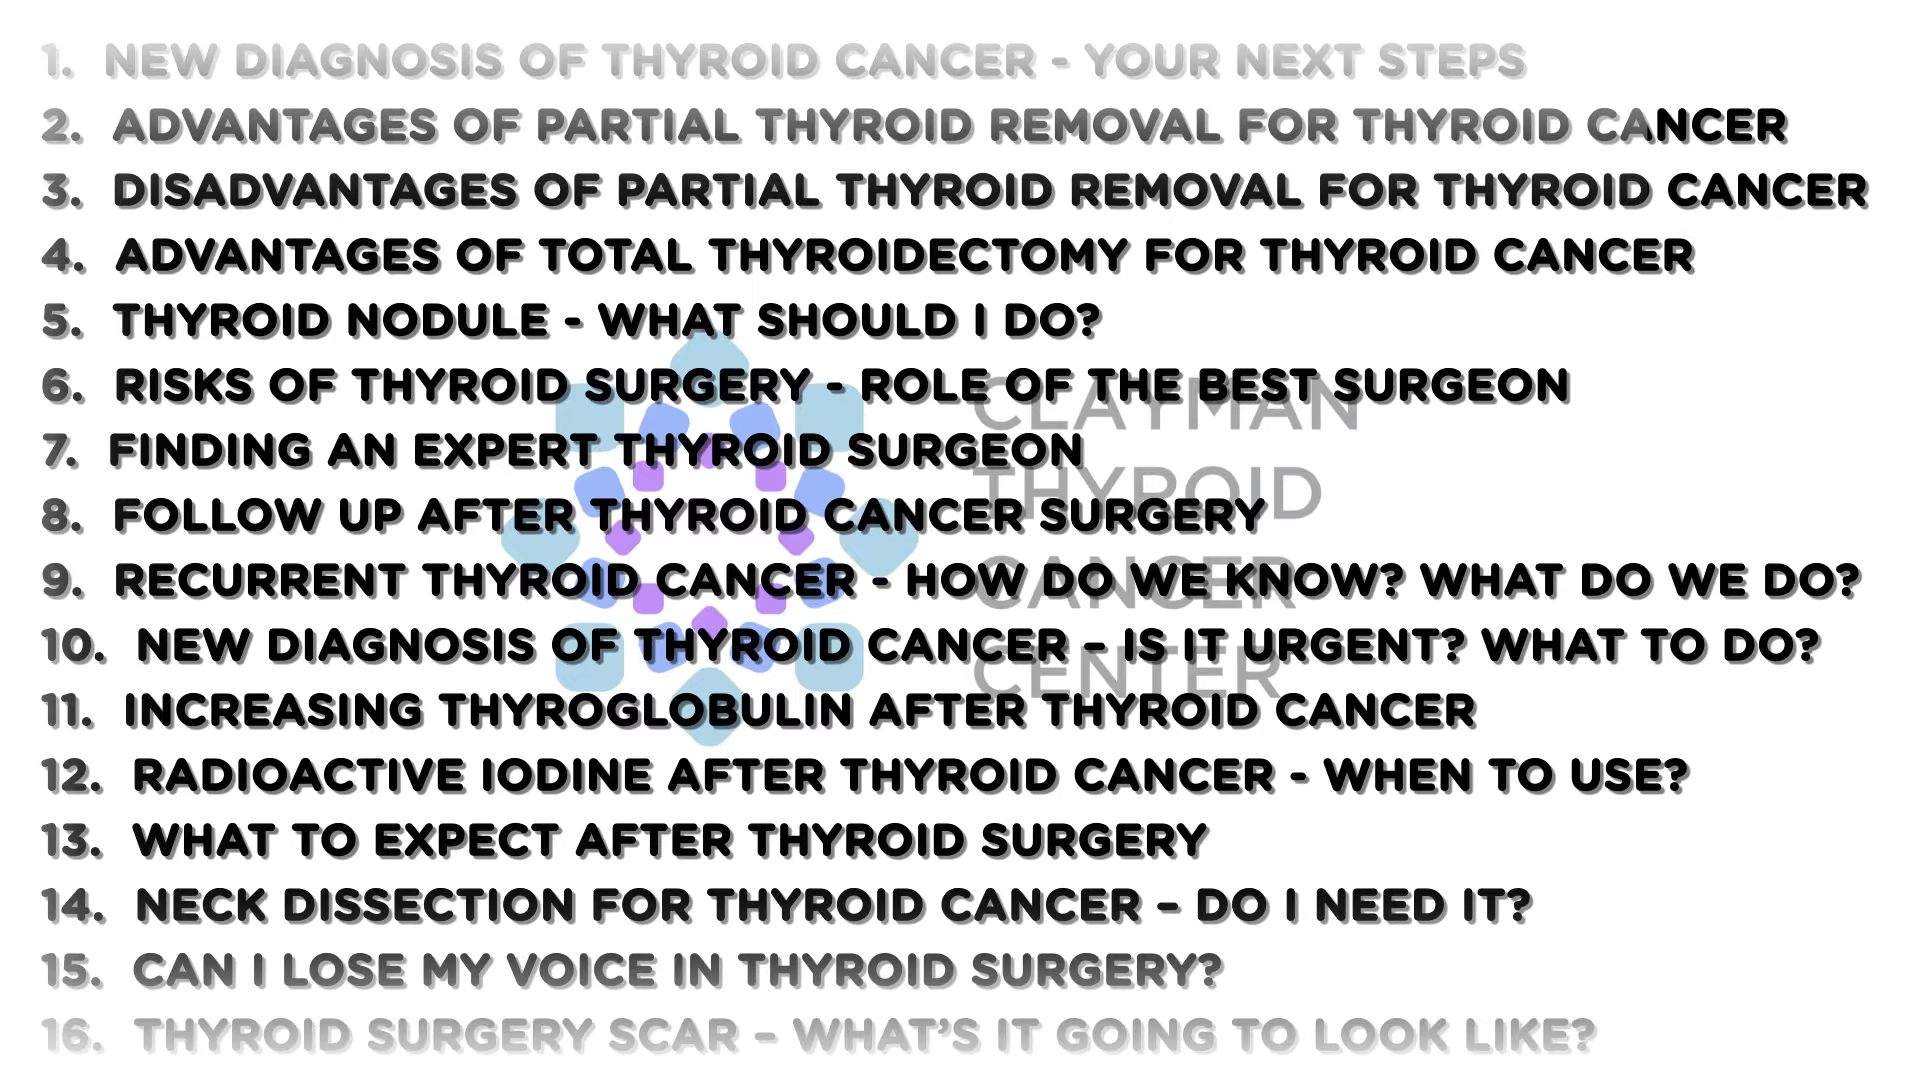 1. NEW DIAGNOSIS OF THYROID CANCER - YOUR NEXT STEPS
2. ADVANTAGES OF PARTIAL THYROID REMOVAL FOR THYROID CANCER
3. DISADVANTAGES OF PARTIAL THYROID REMOVAL FOR THYROID CANCER
4. ADVANTAGES OF TOTAL THYROIDECTOMY FOR THYROID CANCER
5. THYROID NODULE - WHAT SHOULD I DO?
6. RISKS OF THYROID SURGERY - ROLE OF THE BEST SURGEON
7. FINDING AN EXPERT THYROID SURGEON
8. FOLLOW UP AFTER THYROID CANCER SURGERY
9. RECURRENT THYROID CANCER - HOW DO WE KNOW? WHAT DO WE DO?
10. NEW DIAGNOSIS OF THYROID CANCER – IS IT URGENT? WHAT TO DO?
11. INCREASING THYROGLOBULIN AFTER THYROID CANCER
12. RADIOACTIVE IODINE AFTER THYROID CANCER - WHEN TO USE?
13. WHAT TO EXPECT AFTER THYROID SURGERY
14. NECK DISSECTION FOR THYROID CANCER – DO I NEED IT?
15. CAN I LOSE MY VOICE IN THYROID SURGERY?
16. THYROID SURGERY SCAR – WHAT'S IT GOING TO LOOK LIKE?
CLAYMAN
THYROID
CANCER
CENTER